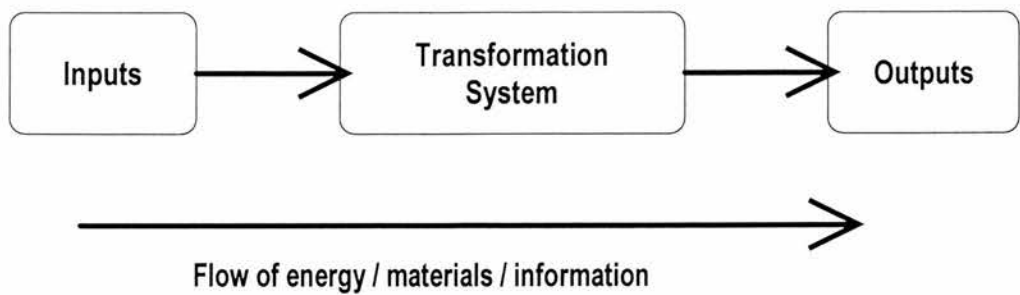 Inputs
Transformation
System
Outputs
Flow of energy / materials / information